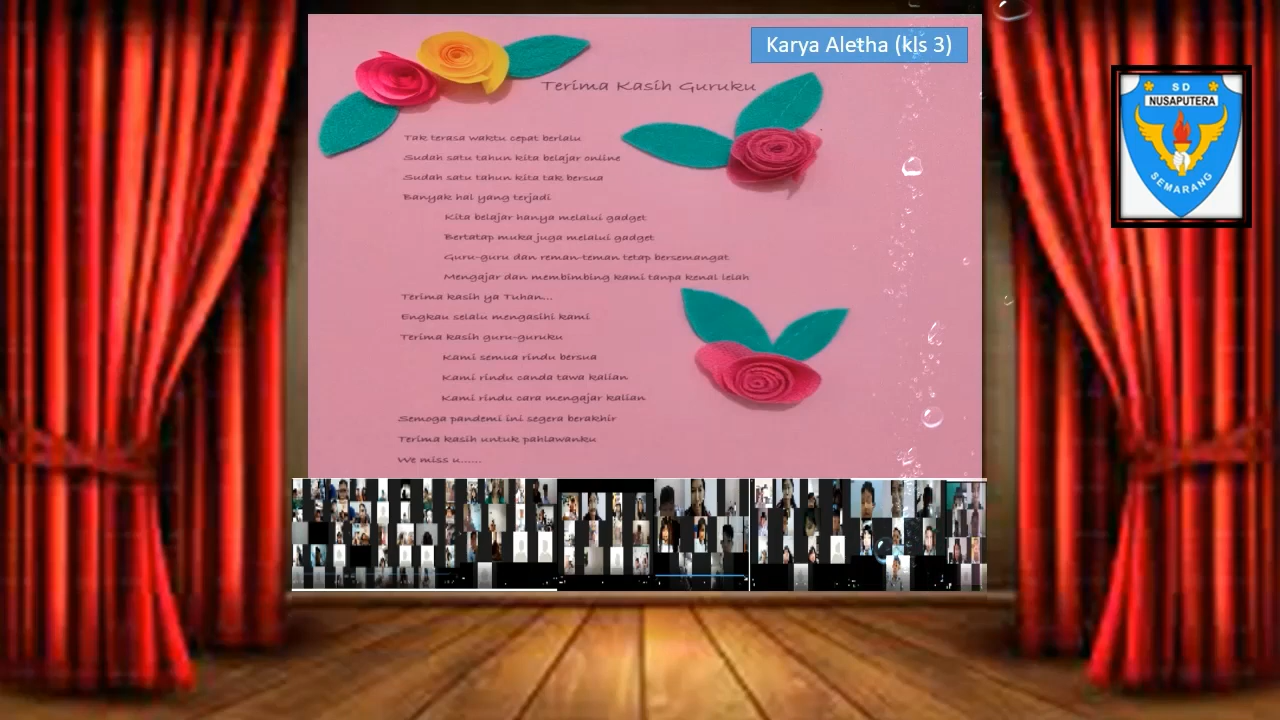 Karya Aletha (kls 3)
Terima Kasih Guruku
Tak terasa waktu cepat berlalu
Sudah satu tahun kita belajar online
Sudah satu tahun kita tak bersua
Banyak hal yang terjadi
Kita belajar hanya melalui gadget
Bertatap muka juga melalui gadget
Guru-guru dan reman-teman tetap bersemangat
Mengajar dan membimbing kami tanpa kenal lelah
Terima kasih ya Tuhan...
Engkau selalu mengasihi kami
Terima kasih guru-guruku
Kami semua rindu bersua
Kami rindu canda tawa kalian
Kami rindu cara mengajar kalian
Semoga pandemi ini segera berakhir
Terima kasih untuk pahlawanku
We miss u......
SD
NUSAPUTERA
SEMARANG